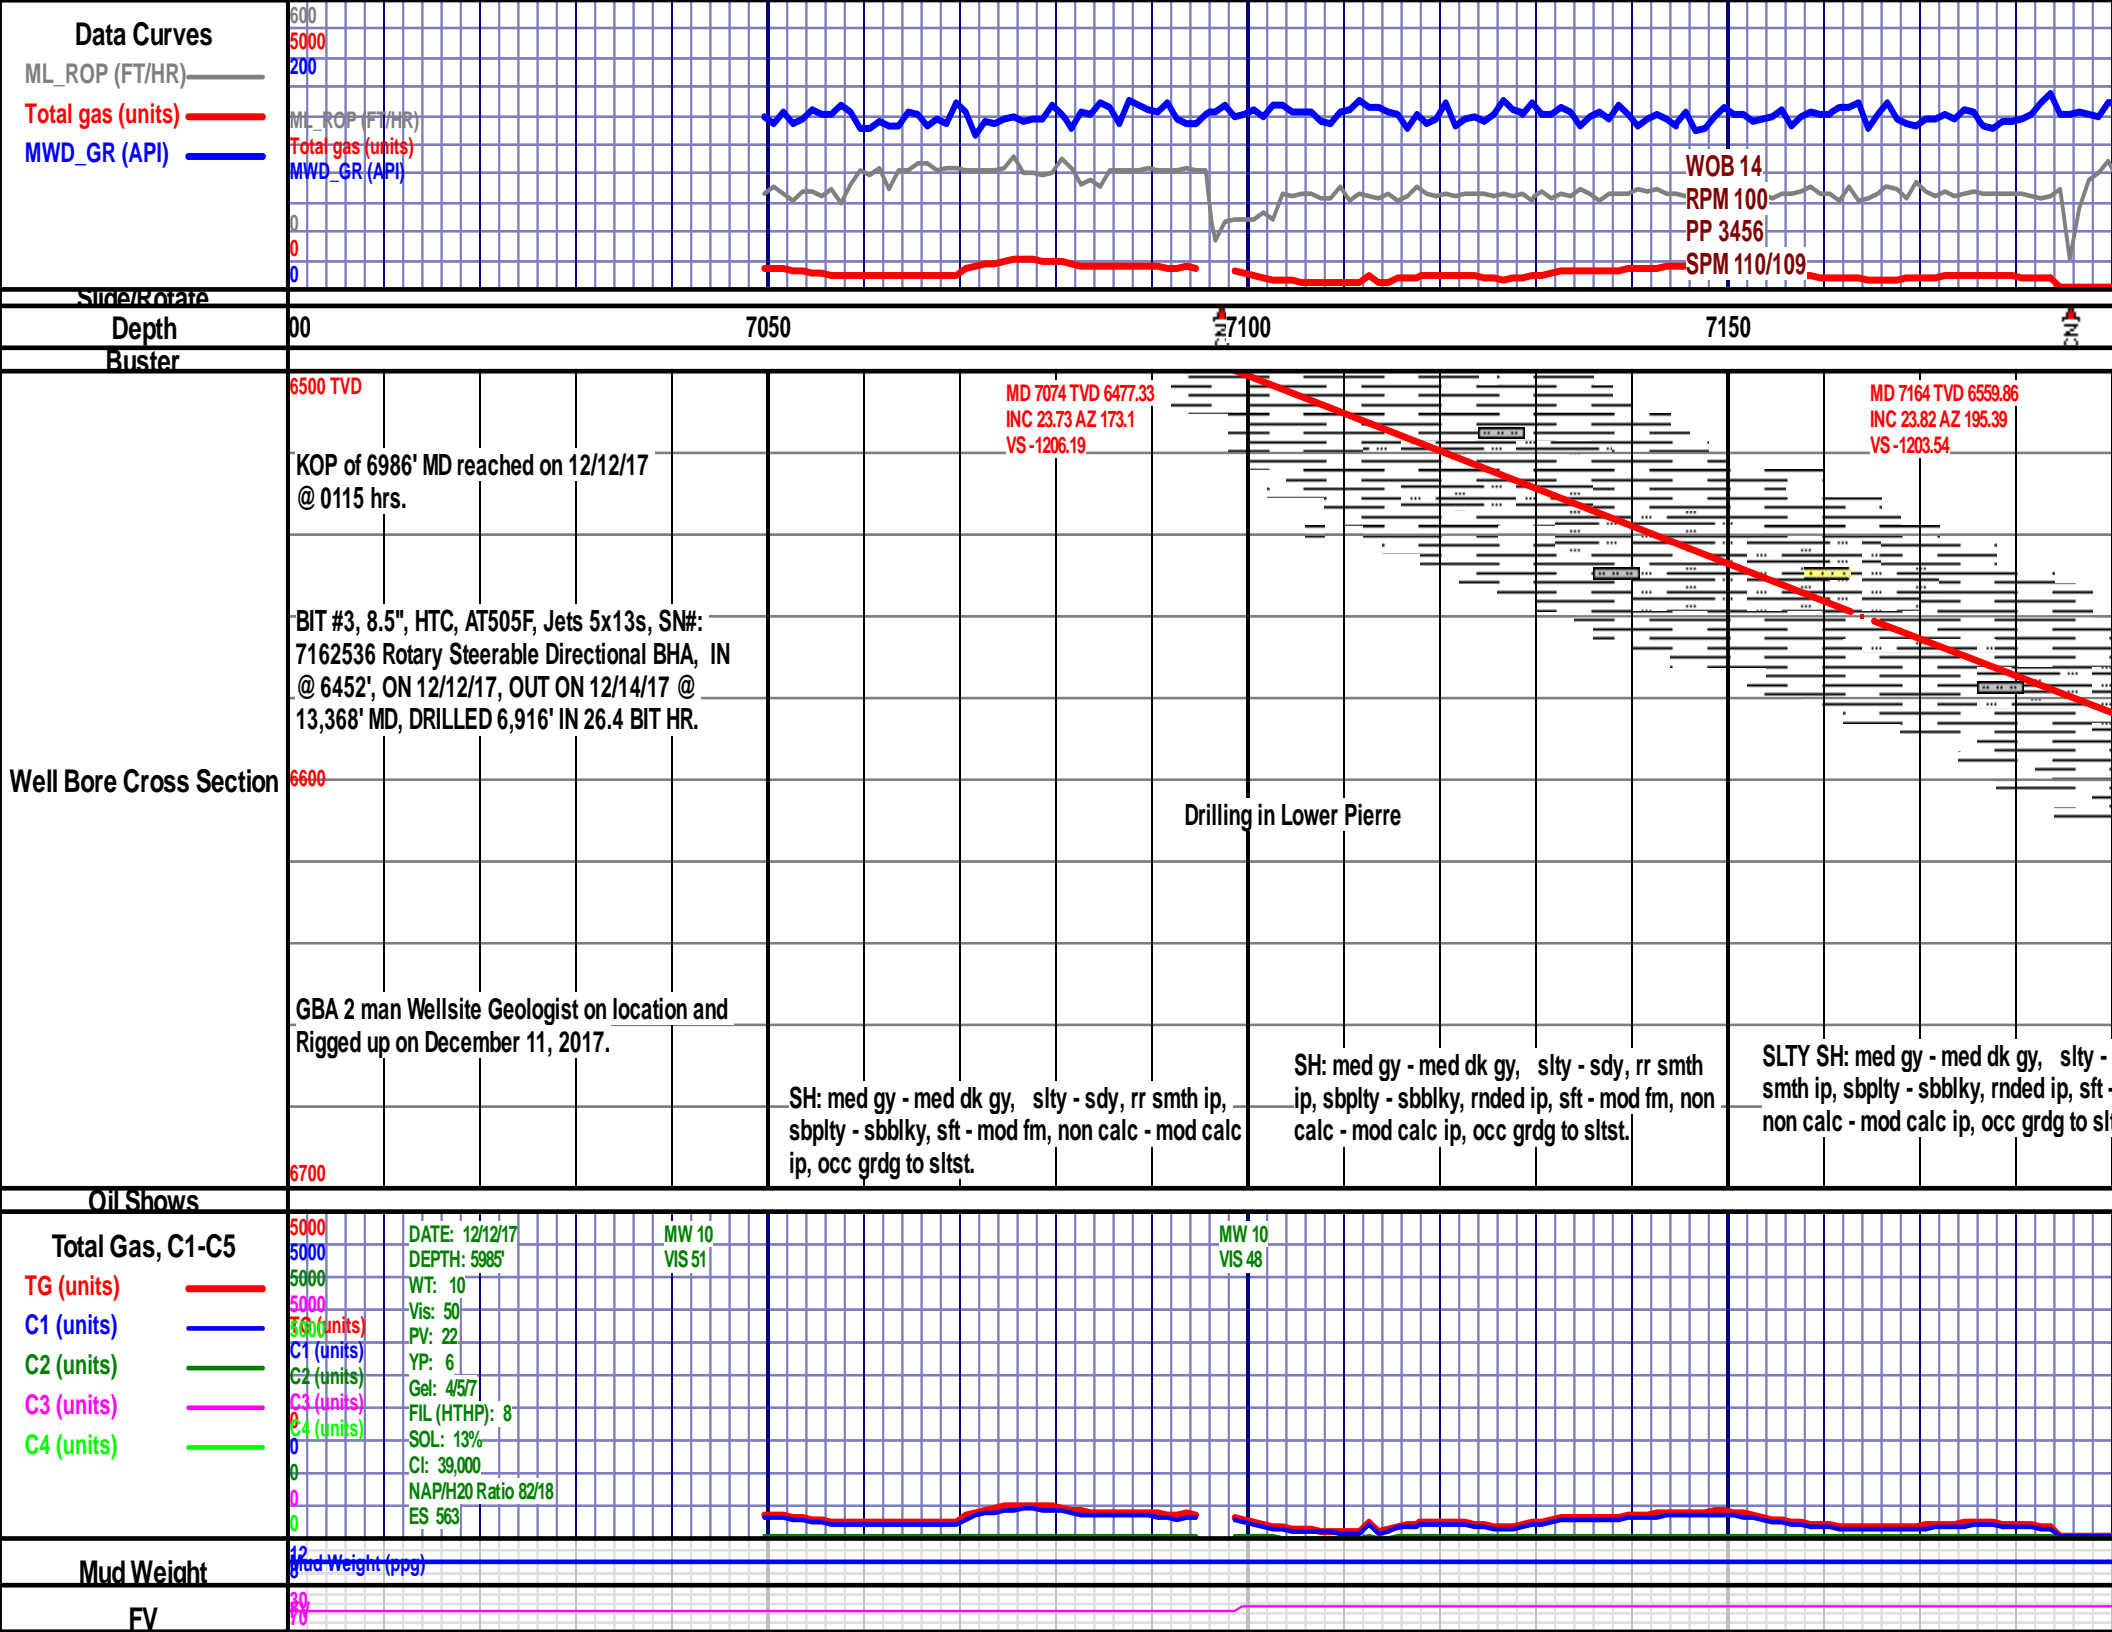 Data Curves
ML_ROP (FT/HR)
Total gas (units)
MWD_GR (API)
600
5000
200
ML_ROP (FT/HR)
Total gas (units)
MWD_GR (API)
0
0
0
WOB 14
RPM 100
PP 3456
SPM 110/109
Slide/Rotate
Depth
00
7050
7100
7150
Buster
Well Bore Cross Section
6500 TVD
6600
6700
KOP of 6986' MD reached on 12/12/17
@ 0115 hrs.
BIT #3, 8.5", HTC, AT505F, Jets 5x13s, SN#:
7162536 Rotary Steerable Directional BHA, IN
@ 6452', ON 12/12/17, OUT ON 12/14/17 @
13,368' MD, DRILLED 6,916' IN 26.4 BIT HR.
GBA 2 man Wellsite Geologist on location and
Rigged up on December 11, 2017.
MD 7074 TVD 6477.33
INC 23.73 AZ 173.1
VS -1206.19
MD 7164 TVD 6559.86
INC 23.82 AZ 195.39
VS -1203.54
Drilling in Lower Pierre
SH: med gy - med dk gy, slty - sdy, rr smth ip,
sbplty - sbblky, sft - mod fm, non calc - mod calc
ip, occ grdg to sltst.
SH: med gy - med dk gy, slty - sdy, rr smth
ip, sbplty - sbblky, rnded ip, sft - mod fm, non
calc - mod calc ip, occ grdg to sltst.
SLTY SH: med gy - med dk gy, slty -
smth ip, sbplty - sbblky, rnded ip, sft -
non calc - mod calc ip, occ grdg to slt
Oil Shows
Total Gas, C1-C5
TG (units)
C1 (units)
C2 (units)
C3 (units)
C4 (units)
5000
5000
5000
5000
5000
TG (units)
C1 (units)
C2 (units)
C3 (units)
C4 (units)
0
0
0
0
0
DATE: 12/12/17
DEPTH: 5985'
WT: 10
Vis: 50
PV: 22
YP: 6
Gel: 4/5/7
FIL (HTHP): 8
SOL: 13%
Cl: 39,000
NAP/H20 Ratio 82/18
ES 563
MW 10
VIS 51
MW 10
VIS 48
Mud Weight
12
Mud Weight (ppg)
8
FV
30
70